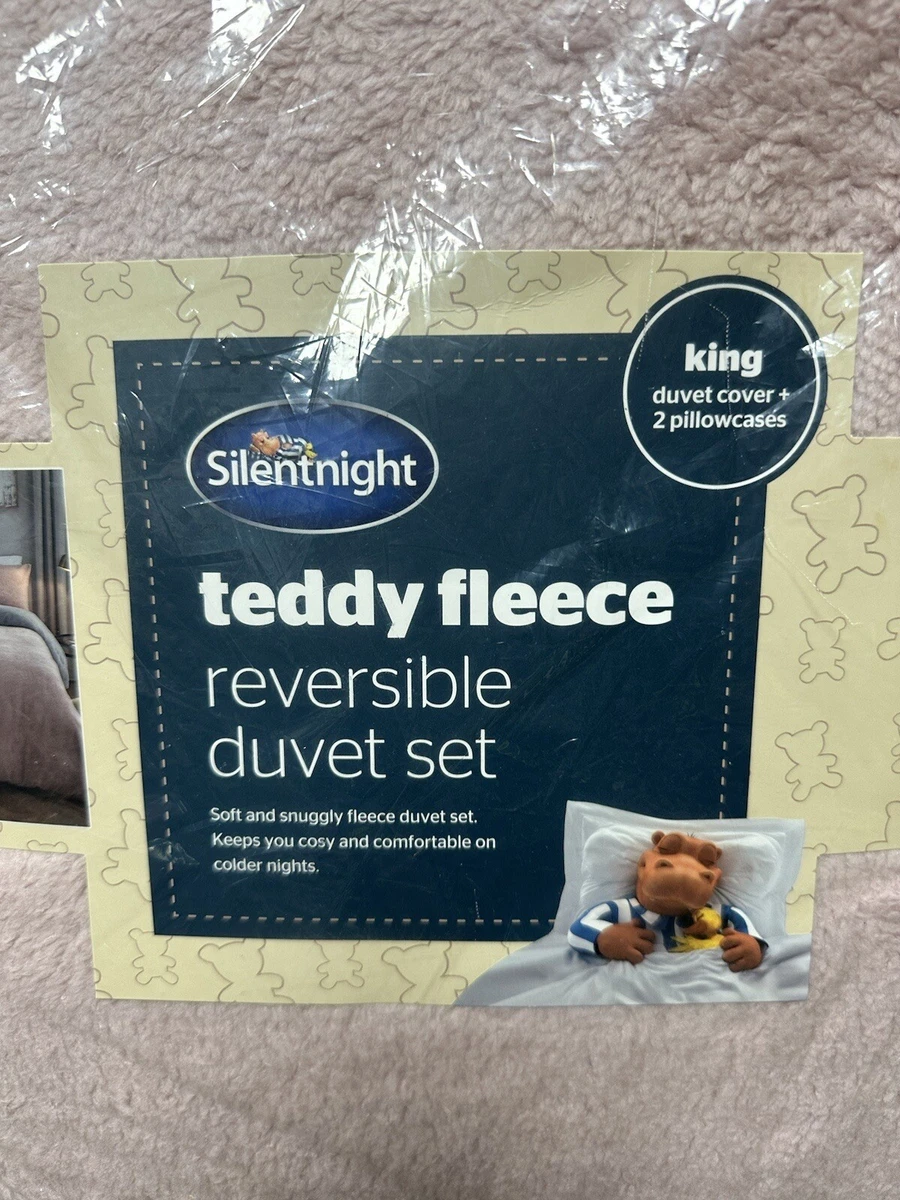 king
duvet cover +
2 pillowcases
Silentnight
teddy fleece
reversible
duvet set
Soft and snuggly fleece duvet set.
Keeps you cosy and comfortable on
colder nights.